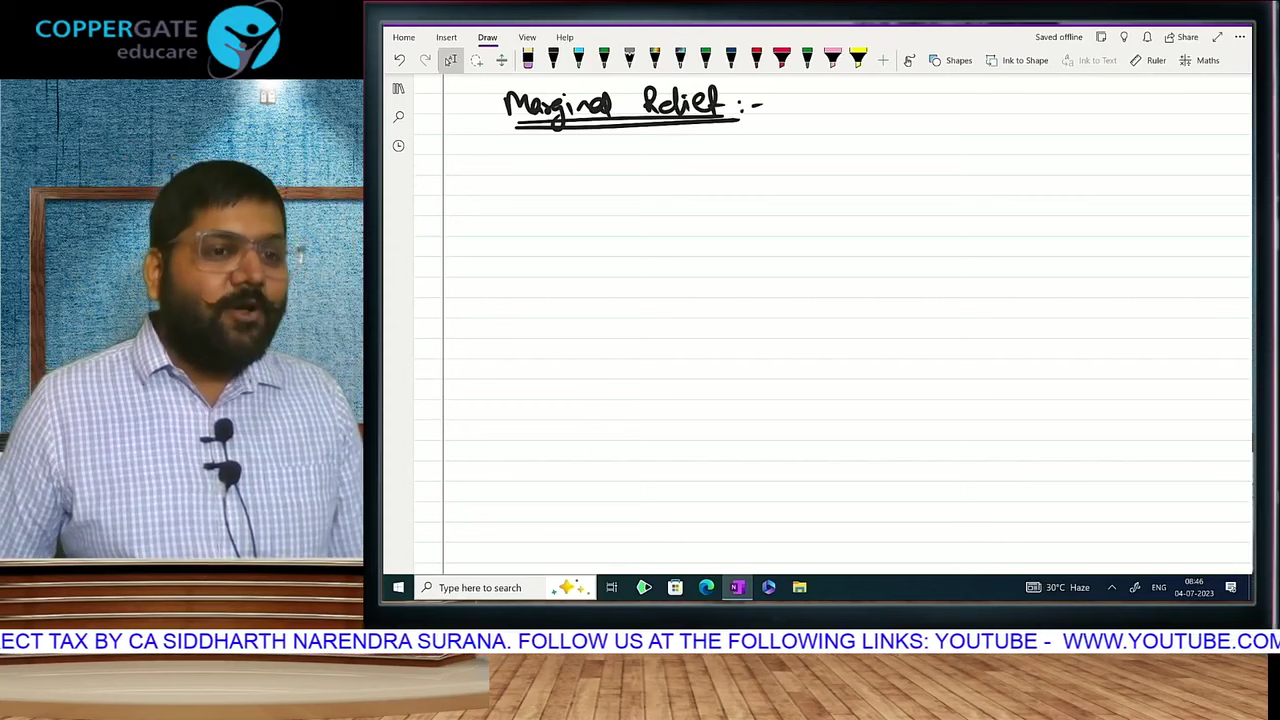 COPPERGATE
educare
Home Insert Draw View Help
Saved offline
Share
Shapes Ink to Shape Ink to Text Ruler Maths
Marginal Relief :-
Type here to search
30°C Haze
ENG
08:46
04-07-2023
ECT TAX BY CA SIDDHARTH NARENDRA SURANA. FOLLOW US AT THE FOLLOWING LINKS: YOUTUBE - WWW.YOUTUBE.COM